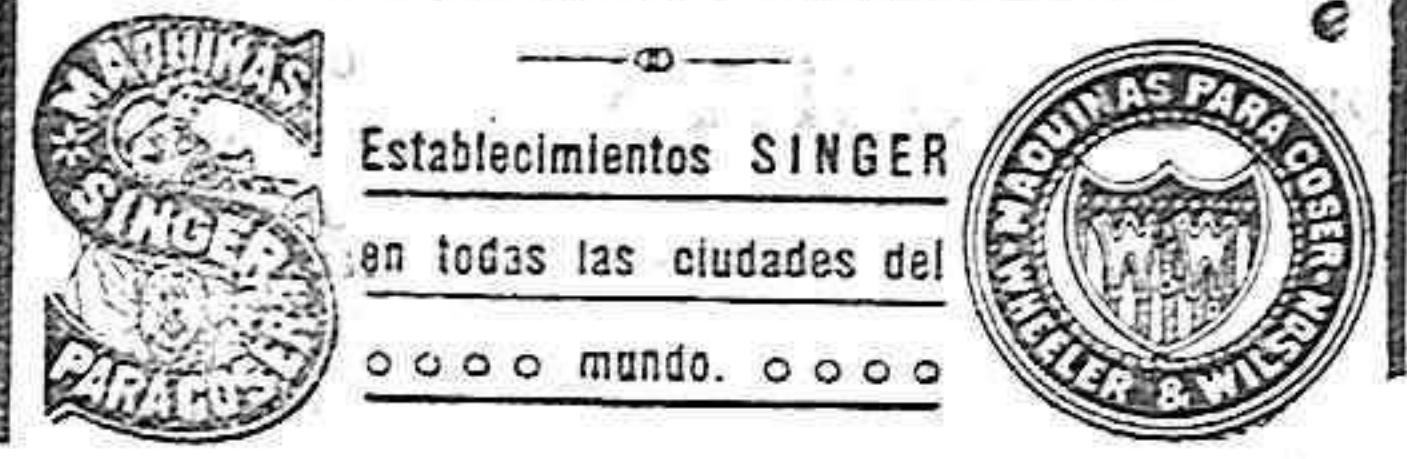 MAQUINAS
SINGER
PARA COSER
Establecimientos SINGER
en todas las ciudades del
o o o o mundo. o o o o
MAQUINAS PARA COSER
WHEELER & WILSON